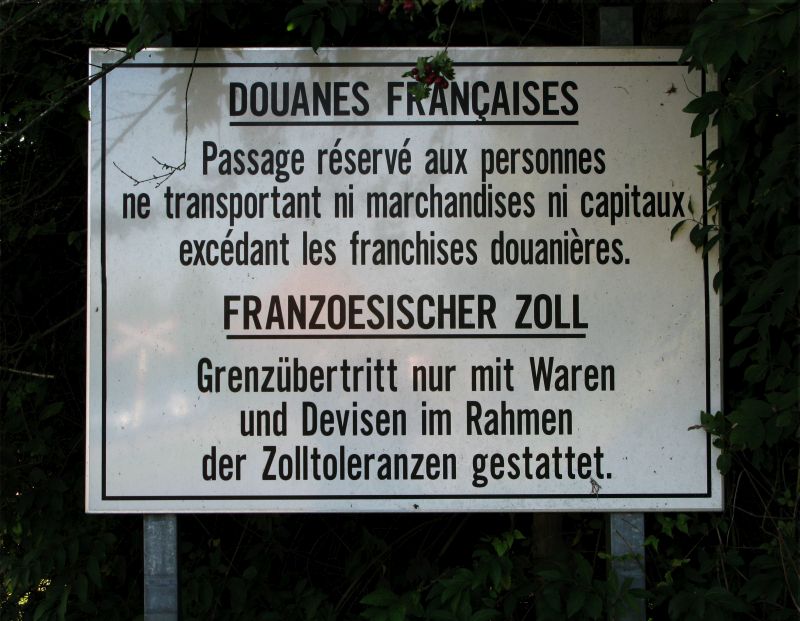 DOUANES FRANÇAISES
Passage réservé aux personnes
ne transportant ni marchandises ni capitaux
excédant les franchises douanières.
FRANZOESISCHER ZOLL
Grenzübertritt nur mit Waren
und Devisen im Rahmen
der Zolltoleranzen gestattet.